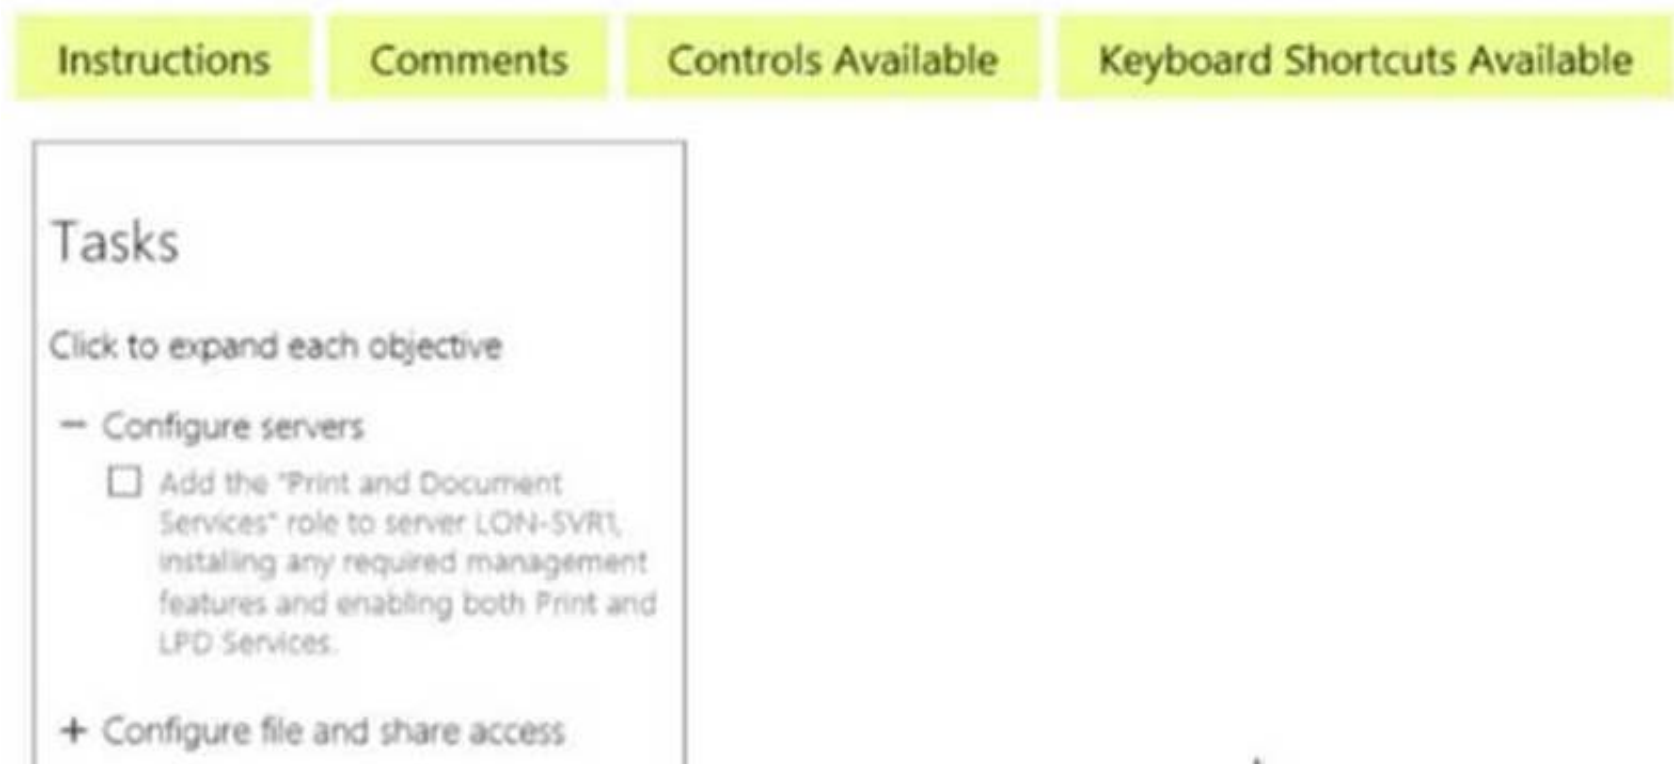 Instructions Comments Controls Available Keyboard Shortcuts Available
Tasks
Click to expand each objective
— Configure servers
Add the "Print and Document
Services" role to server LON-SVR1,
installing any required management
features and enabling both Print and
LPD Services.
+ Configure file and share access